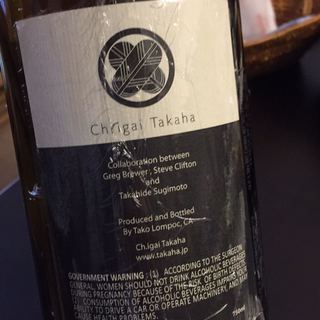 Ch.igai Takaha
Collaboration between
Greg Brewer, Steve Clifton
and
Takahide Sugimoto
Produced and Bottled
By Tako Lompoc, CA
Ch.Igai Takaha
www.takaha.jp
GOVERNMENT WARNING : (1) ACCORDING TO THE SURGEON
GENERAL, WOMEN SHOULD NOT DRINK ALCOHOLIC BEVERAGES
DURING PREGNANCY BECAUSE OF THE RISK OF BIRTH DEFECTS.
CONSUMPTION OF ALCOHOLIC BEVERAGES IMPAIRS YOUR
ABILITY TO DRIVE A CAR OR OPERATE MACHINERY, AND MAY
CAUSE HEALTH PROBLEMS.
750ml